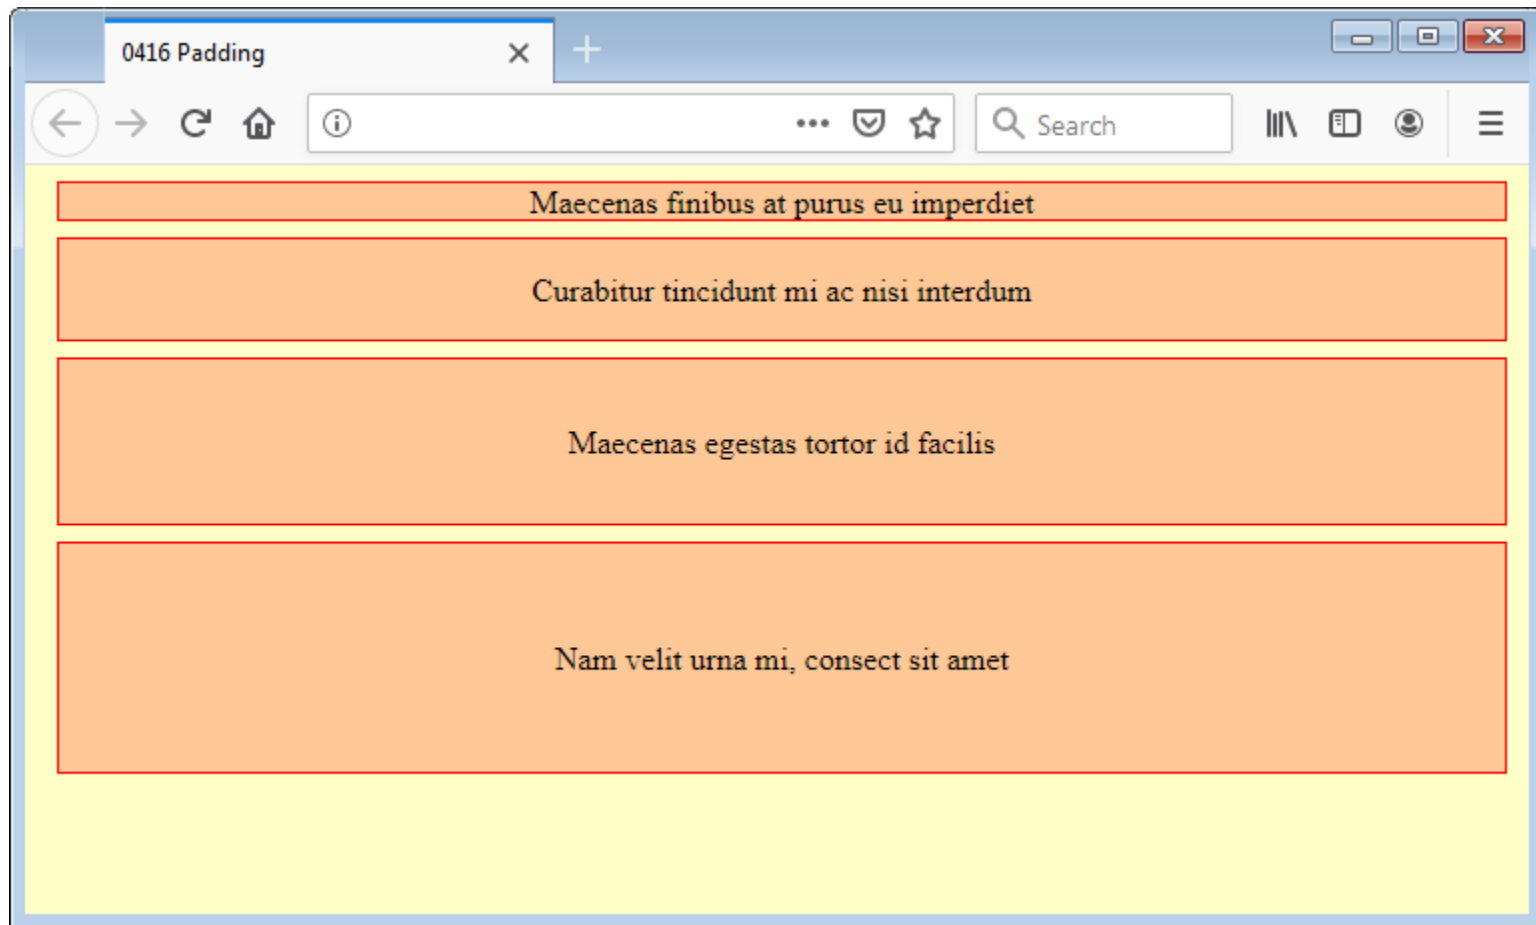 0416 Padding
Search
Maecenas finibus at purus eu imperdiet
Curabitur tincidunt mi ac nisi interdum
Maecenas egestas tortor id facilis
Nam velit urna mi, consect sit amet